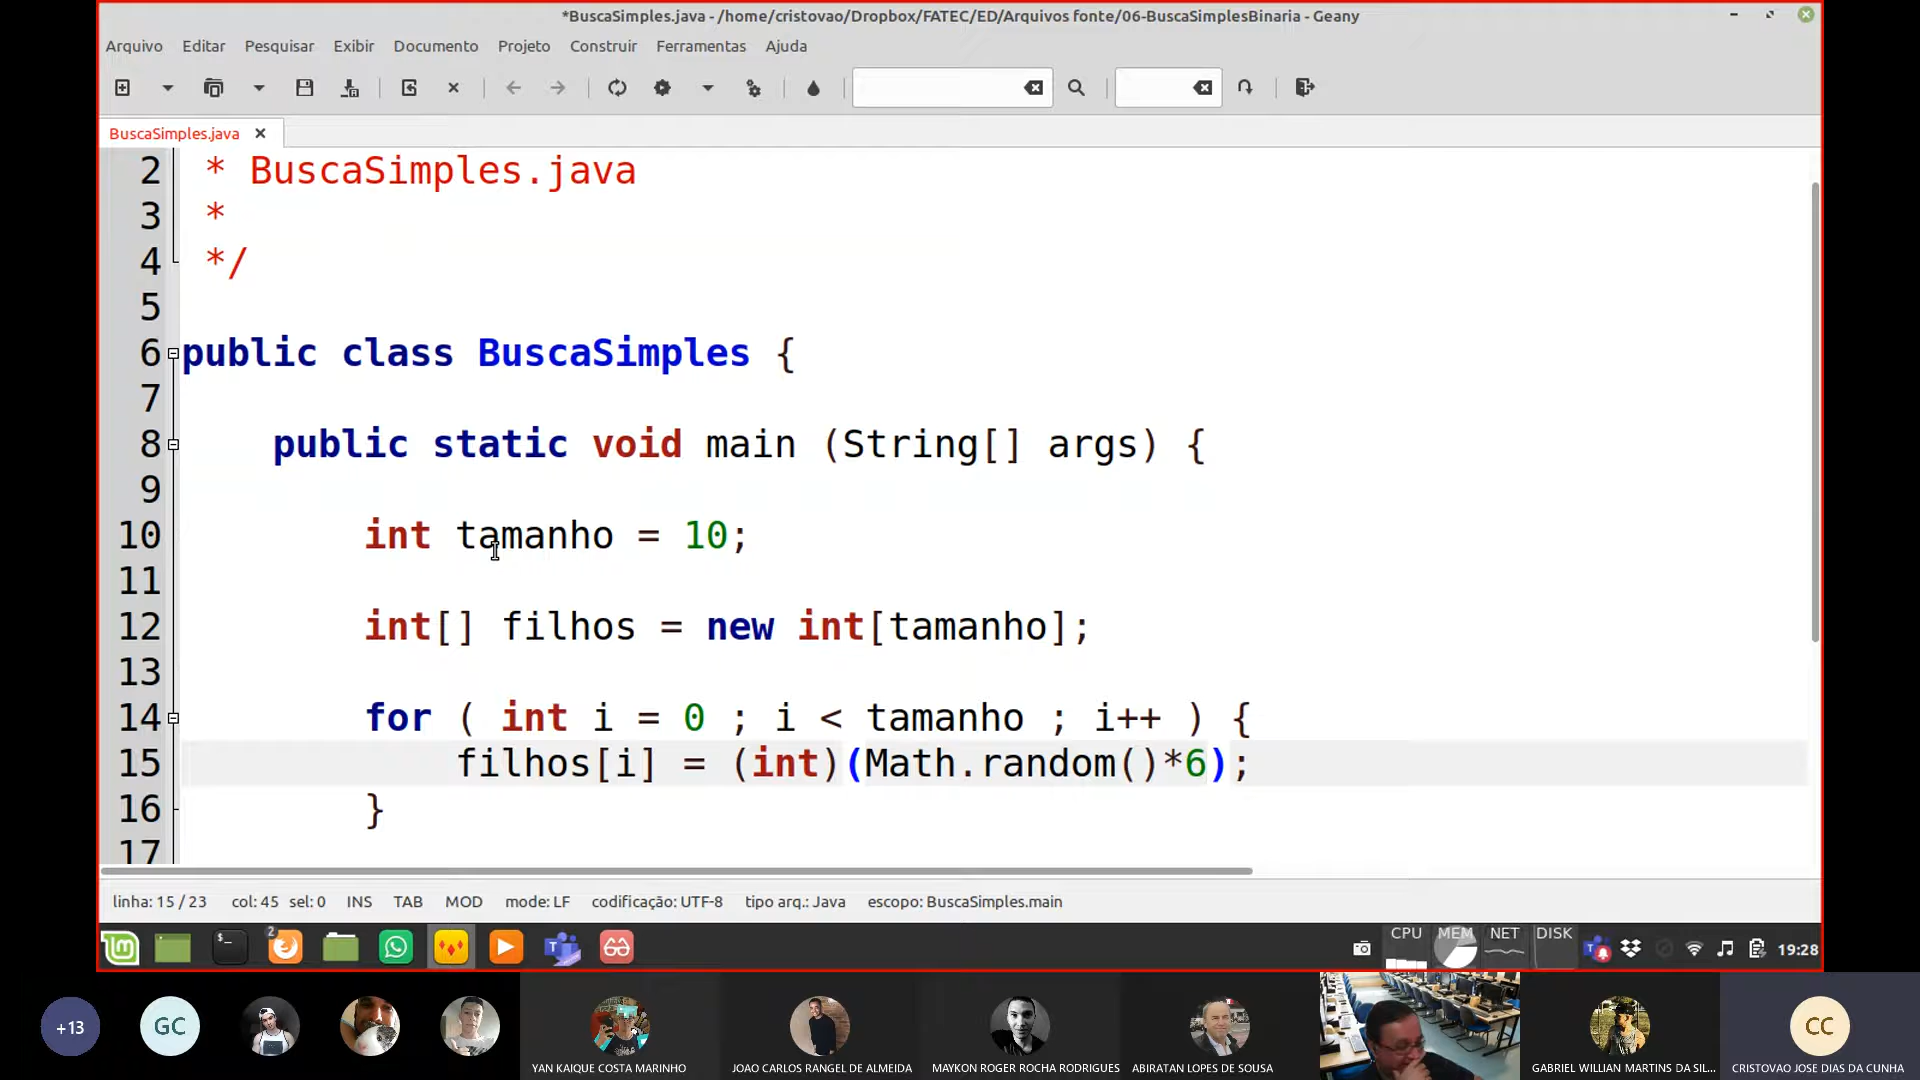 *BuscaSimples.java - /home/cristovao/Dropbox/FATEC/ED/Arquivos fonte/06-BuscaSimplesBinaria - Geany
Arquivo Editar Pesquisar Exibir Documento Projeto Construir Ferramentas Ajuda
BuscaSimples.java
2 * BuscaSimples.java
3 *
4 */
5
6 public class BuscaSimples {
7
8 public static void main (String[] args) {
9
10 int tamanho = 10;
11
12 int[] filhos = new int[tamanho];
13
14 for ( int i = 0 ; i < tamanho ; i++ ) {
15 filhos[i] = (int)(Math.random()*6);
16 }
17
linha: 15 / 23 col: 45 sel: 0 INS TAB MOD mode: LF codificação: UTF-8 tipo arq.: Java escopo: BuscaSimples.main
2
CPU MEM NET DISK
19:28
+13
GC
CC
YAN KAIQUE COSTA MARINHO
JOAO CARLOS RANGEL DE ALMEIDA
MAYKON ROGER ROCHA RODRIGUES
ABIRATAN LOPES DE SOUSA
GABRIEL WILLIAN MARTINS DA SIL...
CRISTOVAO JOSE DIAS DA CUNHA